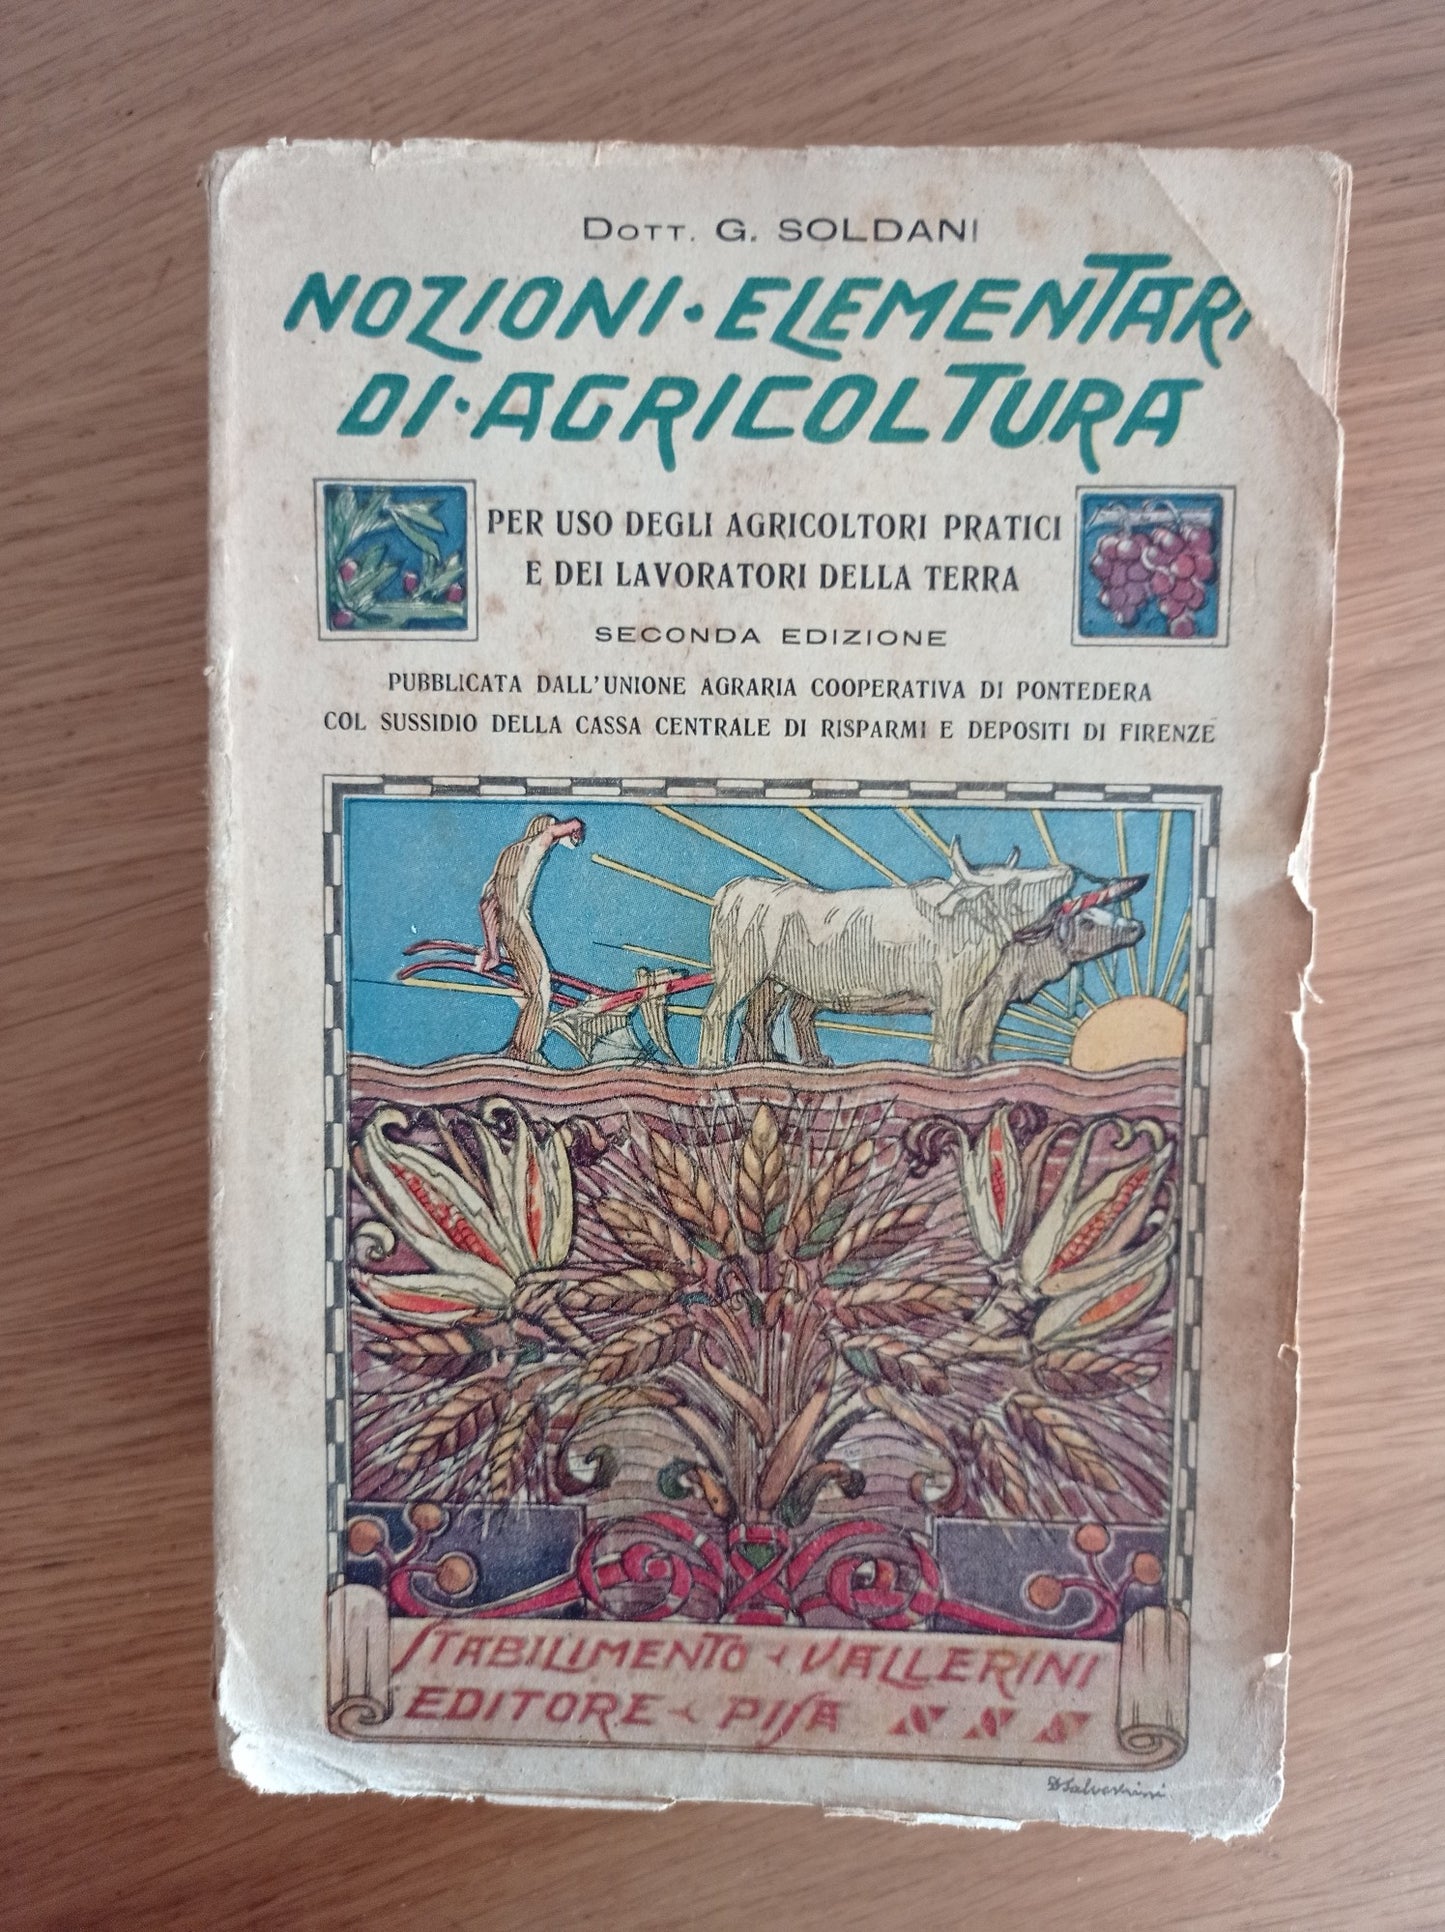 Dott. G. SOLDANI
NOZIONI · ELEMENTARI
DI · AGRICOLTURA
PER USO DEGLI AGRICOLTORI PRATICI
E DEI LAVORATORI DELLA TERRA
SECONDA EDIZIONE
PUBBLICATA DALL'UNIONE AGRARIA COOPERATIVA DI PONTEDERA
COL SUSSIDIO DELLA CASSA CENTRALE DI RISPARMI E DEPOSITI DI FIRENZE
STABILIMENTO · VALLERINI
EDITORE · PISA